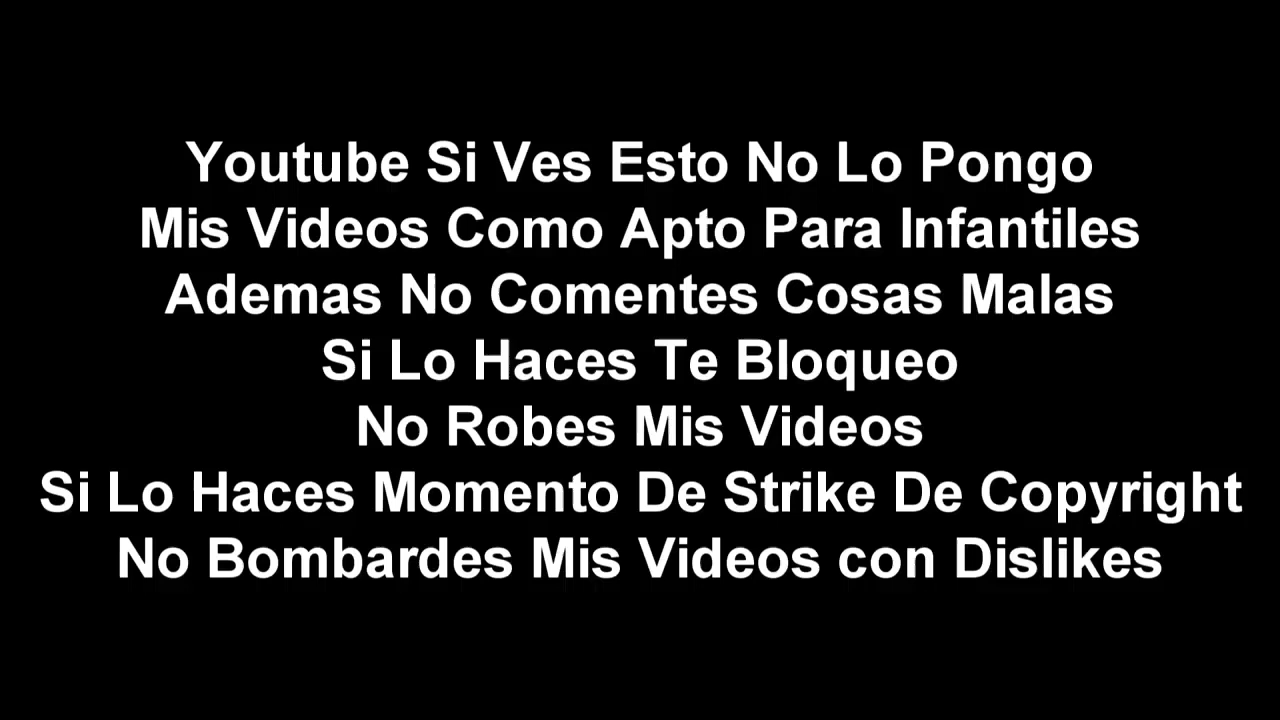 Youtube Si Ves Esto No Lo Pongo
Mis Videos Como Apto Para Infantiles
Ademas No Comentes Cosas Malas
Si Lo Haces Te Bloqueo
No Robes Mis Videos
Si Lo Haces Momento De Strike De Copyright
No Bombardes Mis Videos con Dislikes